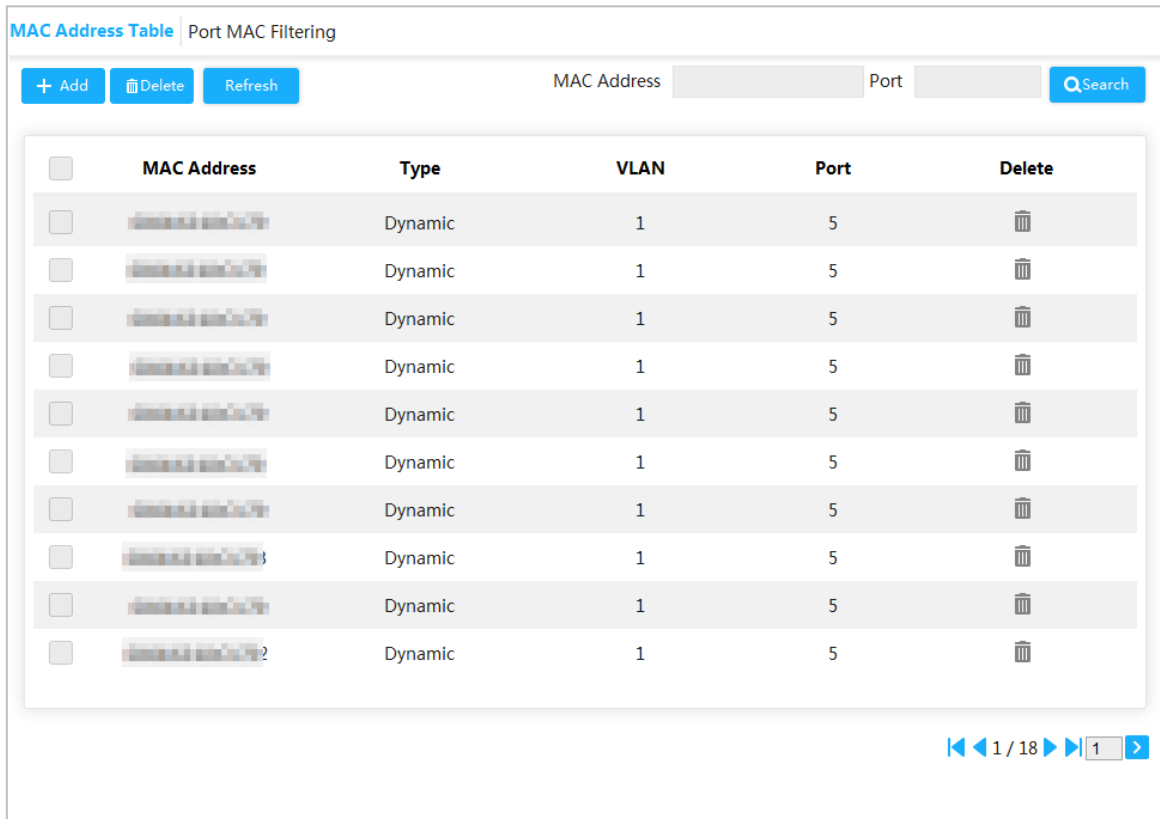 MAC Address Table Port MAC Filtering
+ Add Delete Refresh MAC Address Port Search
MAC Address Type VLAN Port Delete
Dynamic 1 5
Dynamic 1 5
Dynamic 1 5
Dynamic 1 5
Dynamic 1 5
Dynamic 1 5
Dynamic 1 5
Dynamic 1 5
Dynamic 1 5
Dynamic 1 5
1 / 18 1